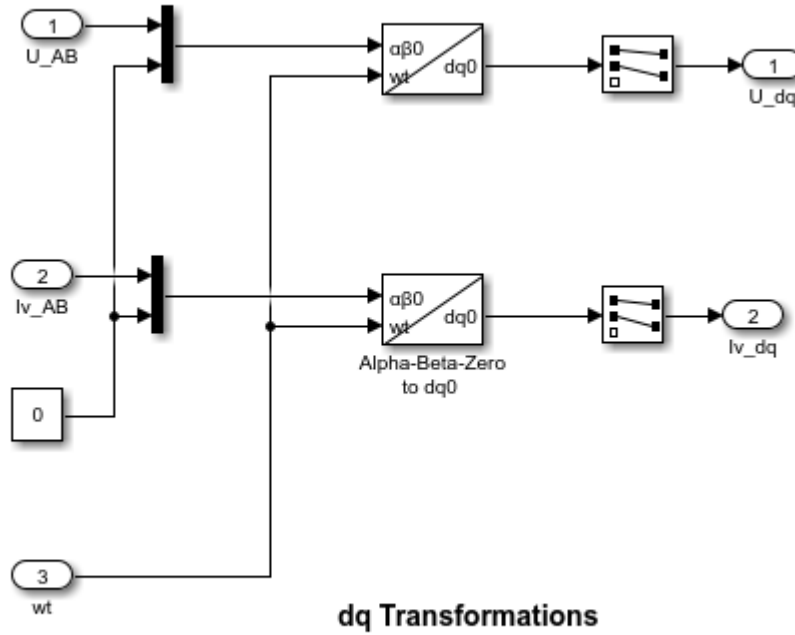 1
U_AB
αβ0
wt
dq0
1
U_dq
2
Iv_AB
αβ0
wt
dq0
Alpha-Beta-Zero
to dq0
2
Iv_dq
0
3
wt
dq Transformations